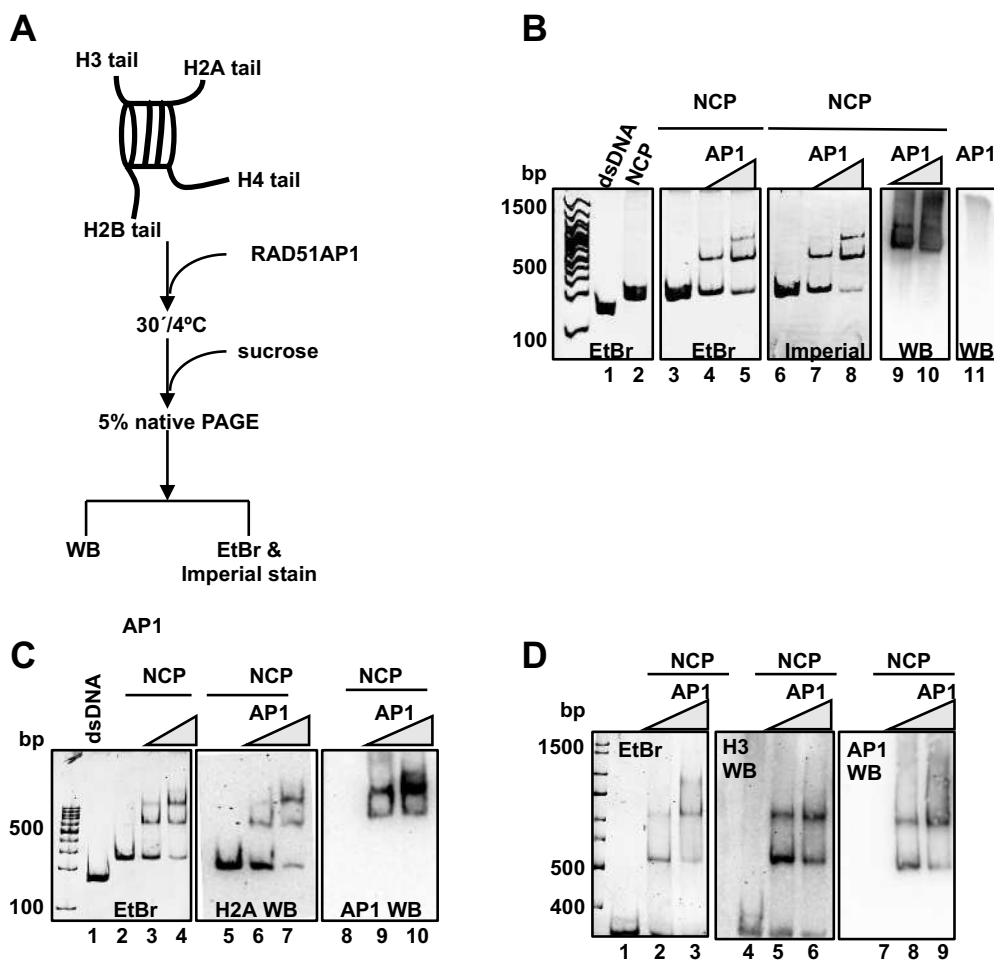 A
H3 tail
H2A tail
H4 tail
H2B tail
RAD51AP1
30´/4ºC
sucrose
5% native PAGE
WB
EtBr &
Imperial stain
B
NCP NCP
dsDNA NCP AP1 AP1 AP1 AP1
bp
1500
500
100
EtBr EtBr Imperial WB WB
1 2 3 4 5 6 7 8 9 10 11
AP1
C
dsDNA NCP NCP NCP
AP1 AP1
bp
500
100
EtBr H2A WB AP1 WB
1 2 3 4 5 6 7 8 9 10
D
NCP NCP NCP
AP1 AP1 AP1
bp
1500
500
400
EtBr H3 AP1
WB WB
1 2 3 4 5 6 7 8 9